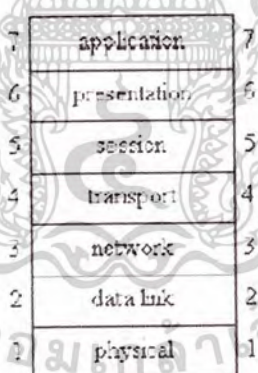 7 application 7
6 presentation 6
5 session 5
4 transport 4
3 network 3
2 data link 2
1 physical 1